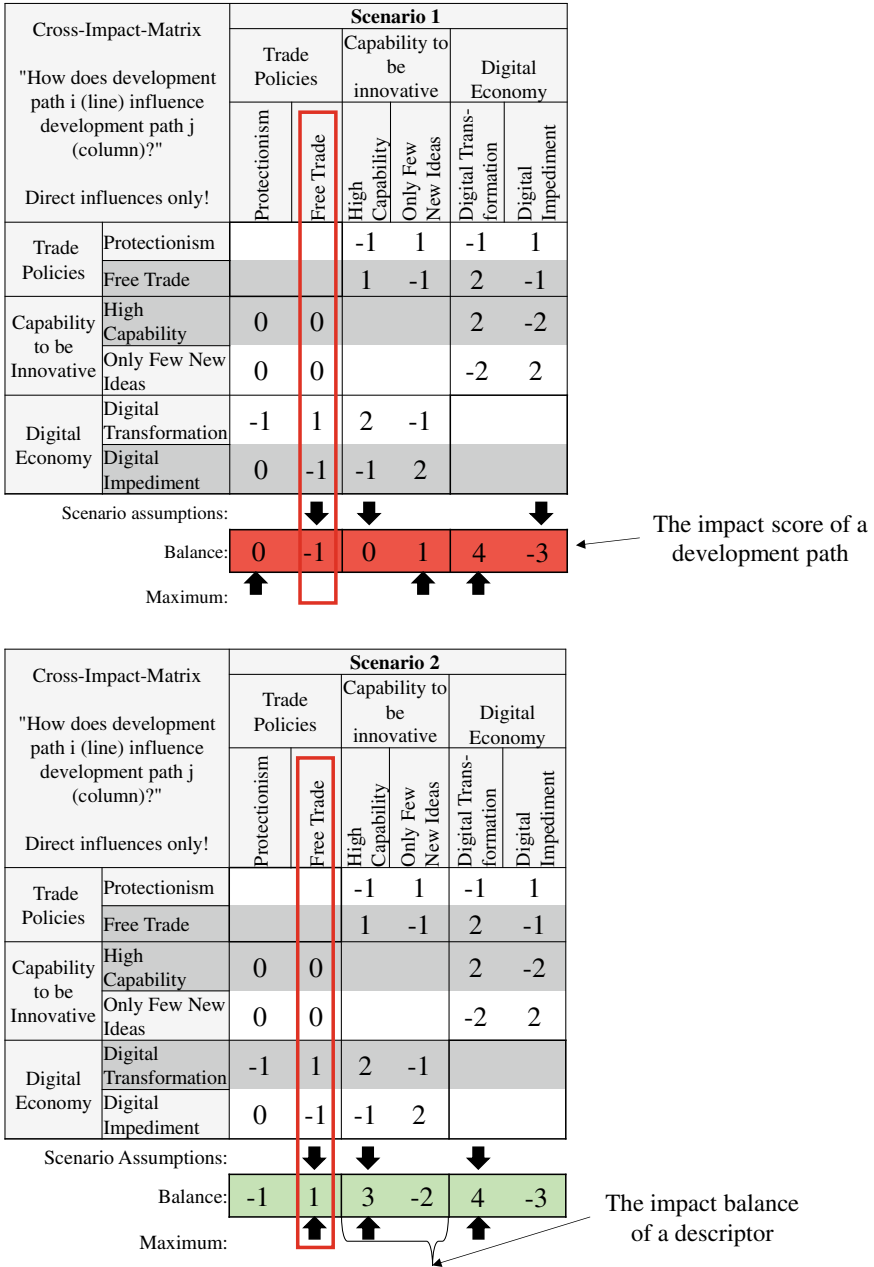 Cross-Impact-Matrix
"How does development
path i (line) influence
development path j
(column)?"
Direct influences only!
Scenario 1
Trade
Policies
Capability to
be
innovative
Digital
Economy
Protectionism
Free Trade
High
Capability
Only Few
New Ideas
Digital Trans-
formation
Digital
Impediment
Trade
Policies
Protectionism
-1 1 -1 1
Free Trade
1 -1 2 -1
Capability
to be
Innovative
High
Capability
0 0 2 -2
Only Few New
Ideas
0 0 -2 2
Digital
Economy
Digital
Transformation
-1 1 2 -1
Digital
Impediment
0 -1 -1 2
Scenario assumptions:
Balance: 0 -1 0 1 4 -3
Maximum:
The impact score of a
development path
Cross-Impact-Matrix
"How does development
path i (line) influence
development path j
(column)?"
Direct influences only!
Scenario 2
Trade
Policies
Capability to
be
innovative
Digital
Economy
Protectionism
Free Trade
High
Capability
Only Few
New Ideas
Digital Trans-
formation
Digital
Impediment
Trade
Policies
Protectionism
-1 1 -1 1
Free Trade
1 -1 2 -1
Capability
to be
Innovative
High
Capability
0 0 2 -2
Only Few New
Ideas
0 0 -2 2
Digital
Economy
Digital
Transformation
-1 1 2 -1
Digital
Impediment
0 -1 -1 2
Scenario Assumptions:
Balance: -1 1 3 -2 4 -3
Maximum:
The impact balance
of a descriptor